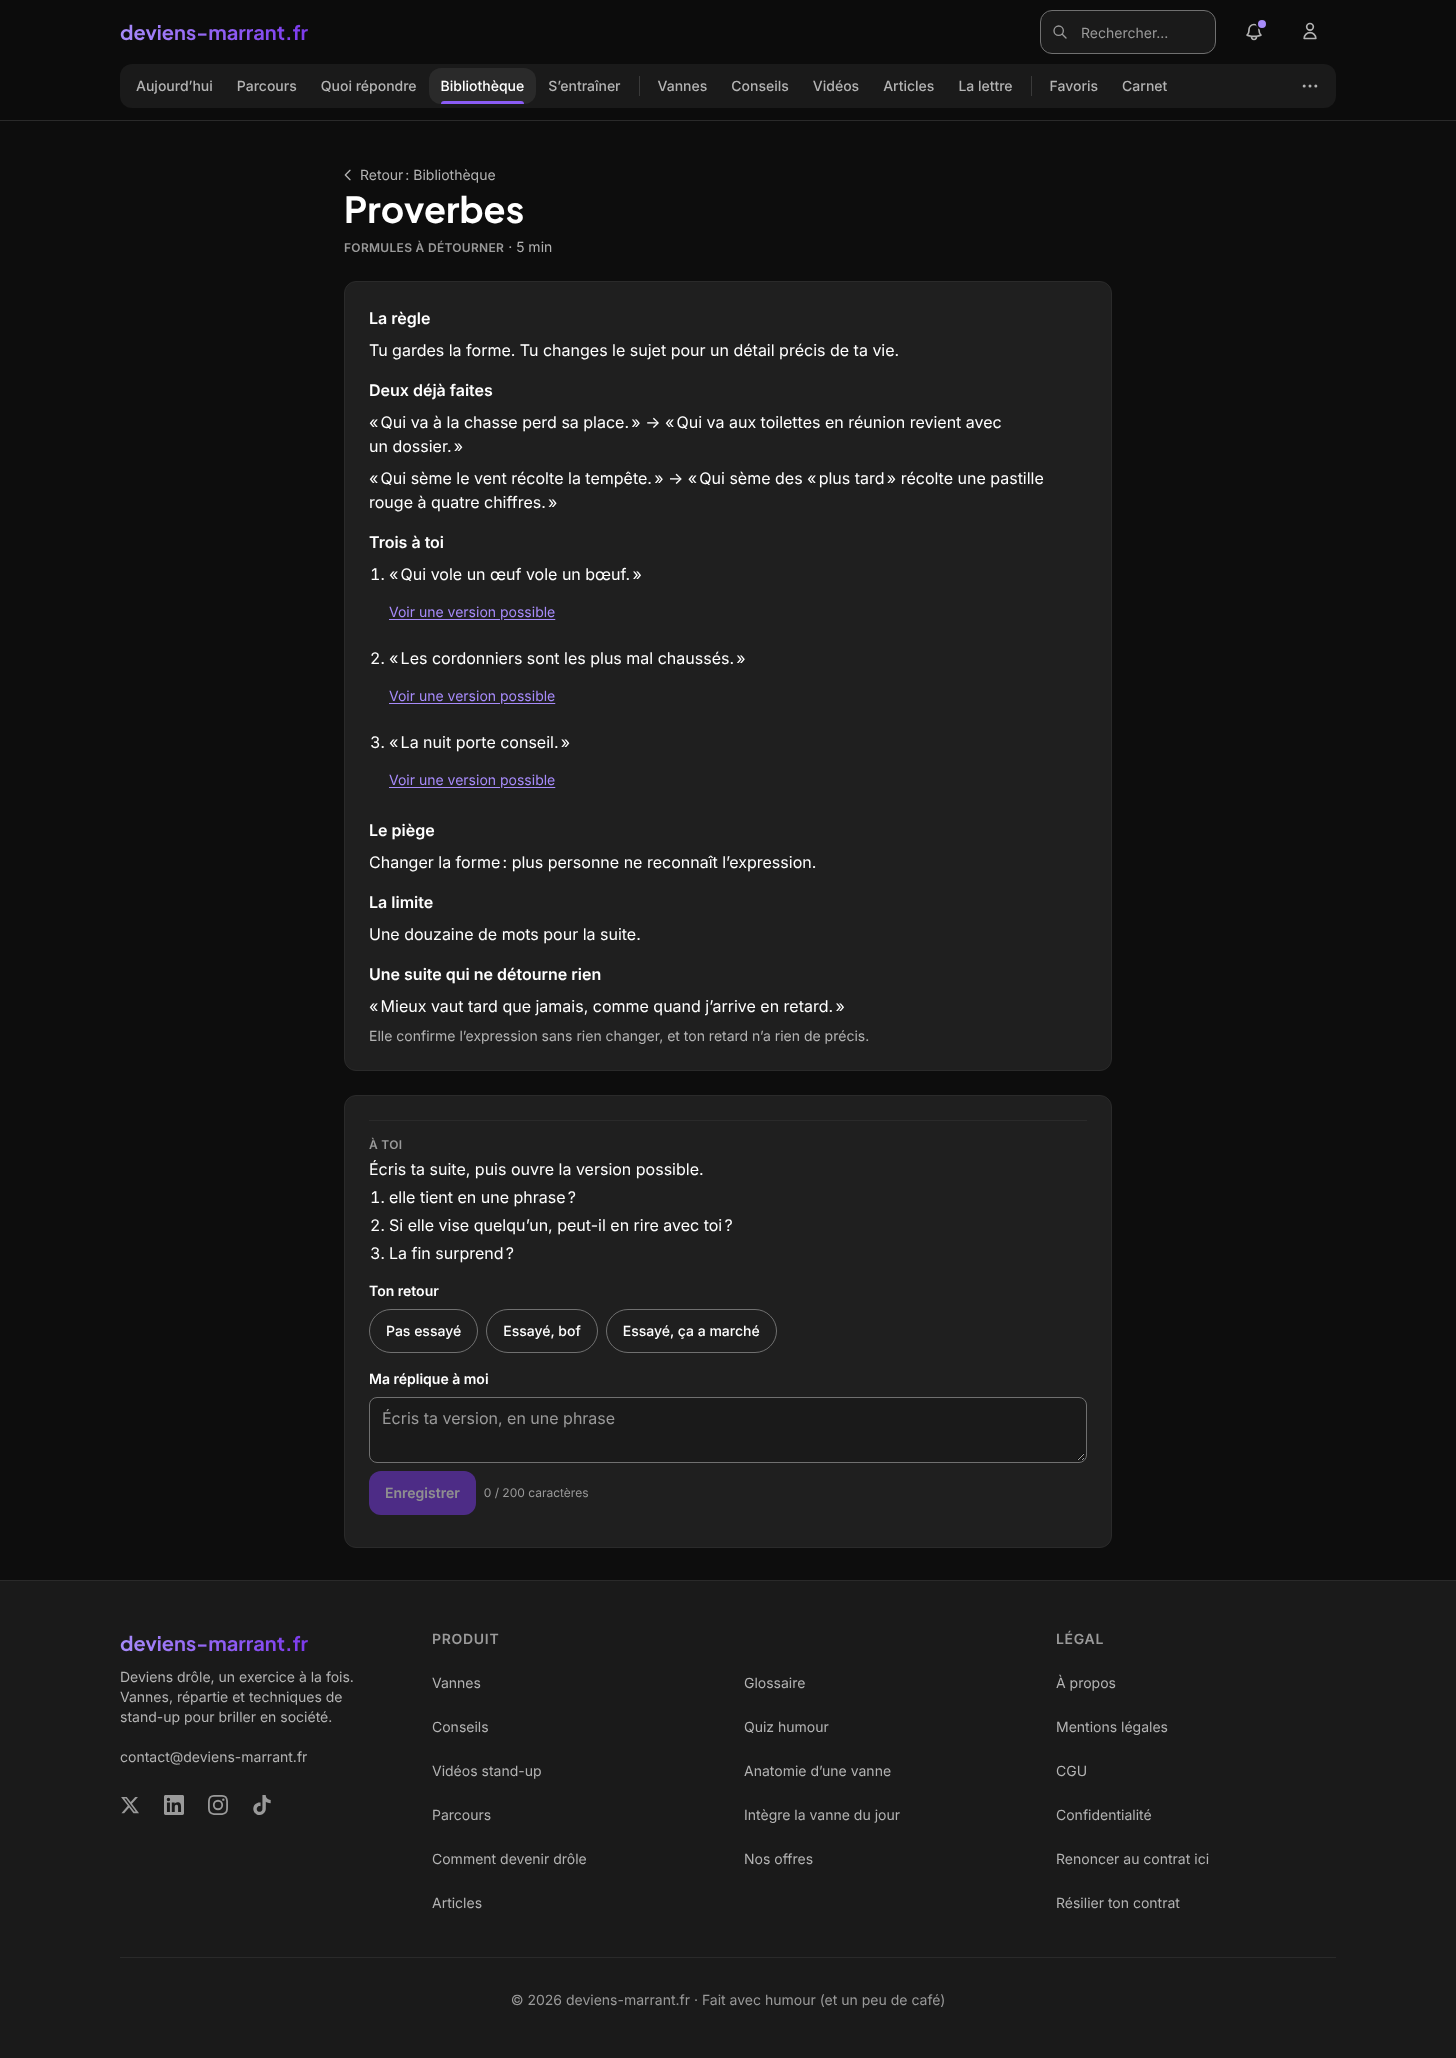 deviens-marrant.fr
Rechercher...
Aujourd’hui
Parcours
Quoi répondre
Bibliothèque
S’entraîner
Vannes
Conseils
Vidéos
Articles
La lettre
Favoris
Carnet
Retour : Bibliothèque
Proverbes
FORMULES À DÉTOURNER · 5 min
La règle
Tu gardes la forme. Tu changes le sujet pour un détail précis de ta vie.
Deux déjà faites
« Qui va à la chasse perd sa place. » → « Qui va aux toilettes en réunion revient avec
un dossier. »
« Qui sème le vent récolte la tempête. » → « Qui sème des « plus tard » récolte une pastille
rouge à quatre chiffres. »
Trois à toi
1. « Qui vole un œuf vole un bœuf. »
Voir une version possible
2. « Les cordonniers sont les plus mal chaussés. »
Voir une version possible
3. « La nuit porte conseil. »
Voir une version possible
Le piège
Changer la forme : plus personne ne reconnaît l’expression.
La limite
Une douzaine de mots pour la suite.
Une suite qui ne détourne rien
« Mieux vaut tard que jamais, comme quand j’arrive en retard. »
Elle confirme l’expression sans rien changer, et ton retard n’a rien de précis.
À TOI
Écris ta suite, puis ouvre la version possible.
1. elle tient en une phrase ?
2. Si elle vise quelqu’un, peut-il en rire avec toi ?
3. La fin surprend ?
Ton retour
Pas essayé
Essayé, bof
Essayé, ça a marché
Ma réplique à moi
Écris ta version, en une phrase
Enregistrer
0 / 200 caractères
deviens-marrant.fr
Deviens drôle, un exercice à la fois.
Vannes, répartie et techniques de
stand-up pour briller en société.
contact@deviens-marrant.fr
PRODUIT
Vannes
Conseils
Vidéos stand-up
Parcours
Comment devenir drôle
Articles
Glossaire
Quiz humour
Anatomie d’une vanne
Intègre la vanne du jour
Nos offres
LÉGAL
À propos
Mentions légales
CGU
Confidentialité
Renoncer au contrat ici
Résilier ton contrat
© 2026 deviens-marrant.fr · Fait avec humour (et un peu de café)